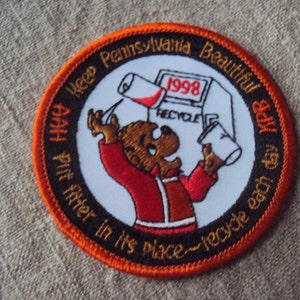 Keep Pennsylvania Beautiful
KPB
Put litter in its place--recycle each day
1998
RECYCLE